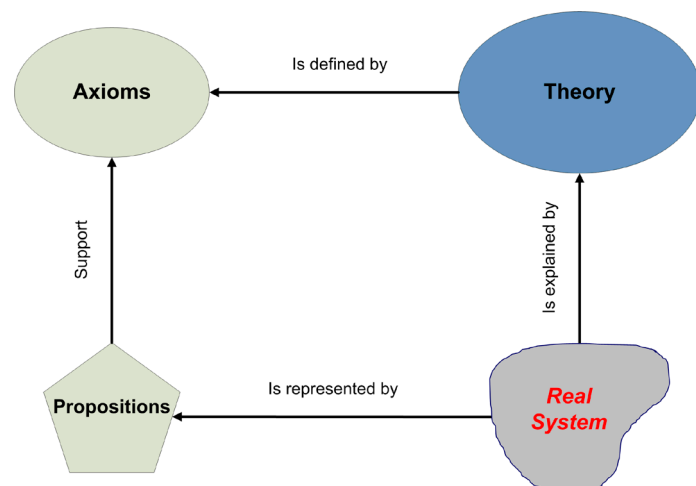 Is defined by
Axioms
Theory
Support
Is explained by
Propositions
Is represented by
Real
System